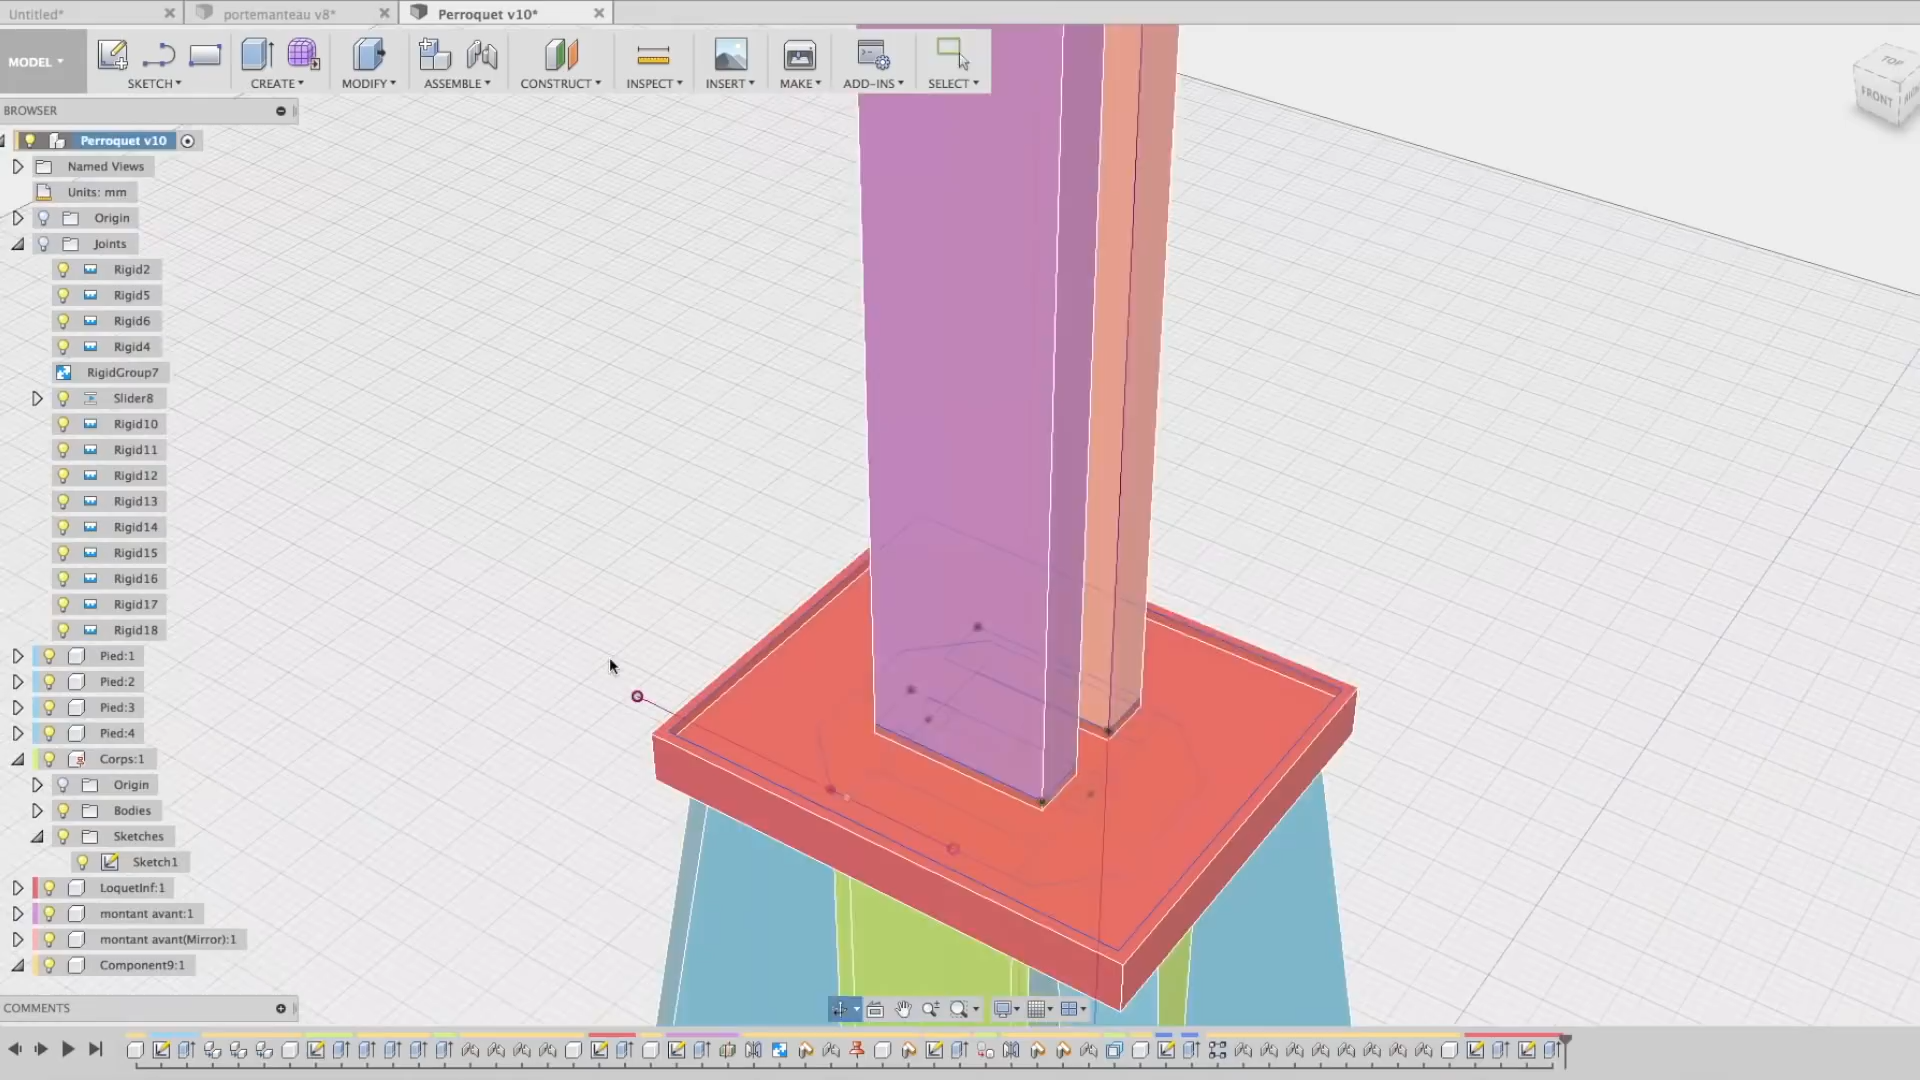 Untitled*
portemanteau v8*
Perroquet v10*
MODEL
SKETCH
CREATE
MODIFY
ASSEMBLE
CONSTRUCT
INSPECT
INSERT
MAKE
ADD-INS
SELECT
TOP
FRONT
BROWSER
Perroquet v10
Named Views
Units: mm
Origin
Joints
Rigid2
Rigid5
Rigid6
Rigid4
RigidGroup7
Slider8
Rigid10
Rigid11
Rigid12
Rigid13
Rigid14
Rigid15
Rigid16
Rigid17
Rigid18
Pied:1
Pied:2
Pied:3
Pied:4
Corps:1
Origin
Bodies
Sketches
Sketch1
LoquetInf:1
montant avant:1
montant avant(Mirror):1
Component9:1
COMMENTS